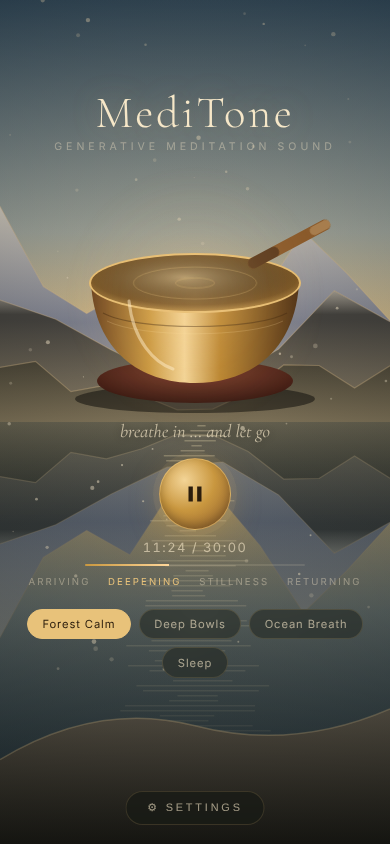 MediTone
GENERATIVE MEDITATION SOUND
breathe in ... and let go
11:24 / 30:00
ARRIVING DEEPENING STILLNESS RETURNING
Forest Calm Deep Bowls Ocean Breath
Sleep
⚙ SETTINGS